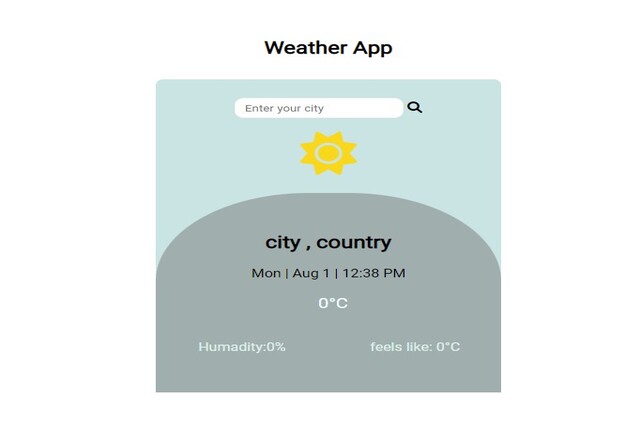 Weather App
Enter your city
city , country
Mon | Aug 1 | 12:38 PM
0°C
Humadity:0% feels like: 0°C